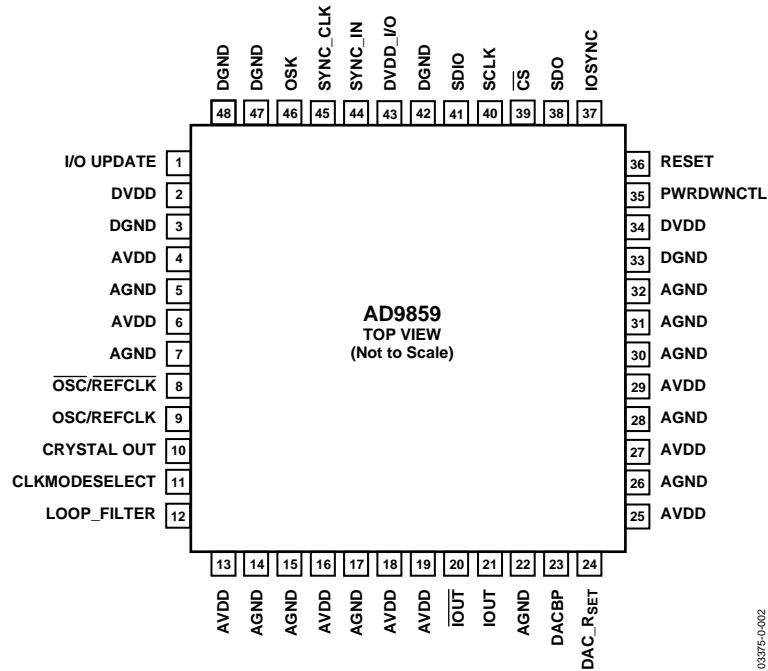 DGND
DGND
OSK
SYNC_CLK
SYNC_IN
DVDD_I/O
DGND
SDIO
SCLK
CS
SDO
IOSYNC
48 47 46 45 44 43 42 41 40 39 38 37
I/O UPDATE 1
DVDD 2
DGND 3
AVDD 4
AGND 5
AVDD 6
AGND 7
OSC/REFCLK 8
OSC/REFCLK 9
CRYSTAL OUT 10
CLKMODESELECT 11
LOOP_FILTER 12
AD9859
TOP VIEW
(Not to Scale)
36 RESET
35 PWRDWNCTL
34 DVDD
33 DGND
32 AGND
31 AGND
30 AGND
29 AVDD
28 AGND
27 AVDD
26 AGND
25 AVDD
13 14 15 16 17 18 19 20 21 22 23 24
AVDD
AGND
AGND
AVDD
AGND
AVDD
AVDD
IOUT
IOUT
AGND
DACBP
DAC_RSET
03375-0-002